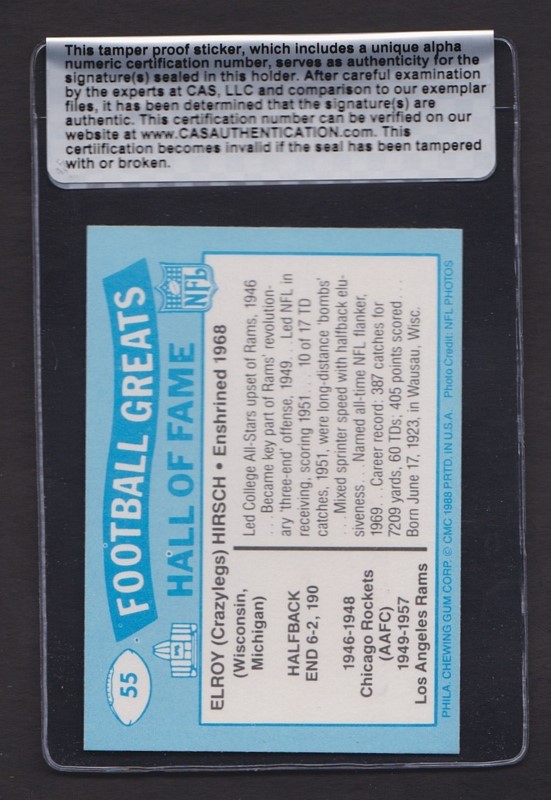 This tamper proof sticker, which includes a unique alpha
numeric certification number, serves as authenticity for the
signature(s) sealed in this holder. After careful examination
by the experts at CAS, LLC and comparison to our exemplar
files, it has been determined that the signature(s) are
authentic. This certification number can be verified on our
website at www.CASAUTHENTICATION.com. This
certiification becomes invalid if the seal has been tampered
with or broken.
55
FOOTBALL GREATS
HALL OF FAME
NFL
ELROY (Crazylegs) HIRSCH • Enshrined 1968
(Wisconsin,
Michigan)
HALFBACK
END 6-2, 190
1946-1948
Chicago Rockets
(AAFC)
1949-1957
Los Angeles Rams
Led College All-Stars upset of Rams, 1946
. . . Became key part of Rams' revolution-
ary 'three-end' offense, 1949 . . . Led NFL in
receiving, scoring 1951. . . 10 of 17 TD
catches, 1951, were long-distance 'bombs'
. . . Mixed sprinter speed with halfback elu-
siveness . . . Named all-time NFL flanker,
1969. . . Career record: 387 catches for
7209 yards, 60 TDs; 405 points scored . . .
Born June 17, 1923, in Wausau, Wisc.
PHILA. CHEWING GUM CORP. © CMC 1988 PRTD. IN U.S.A. Photo Credit: NFL PHOTOS